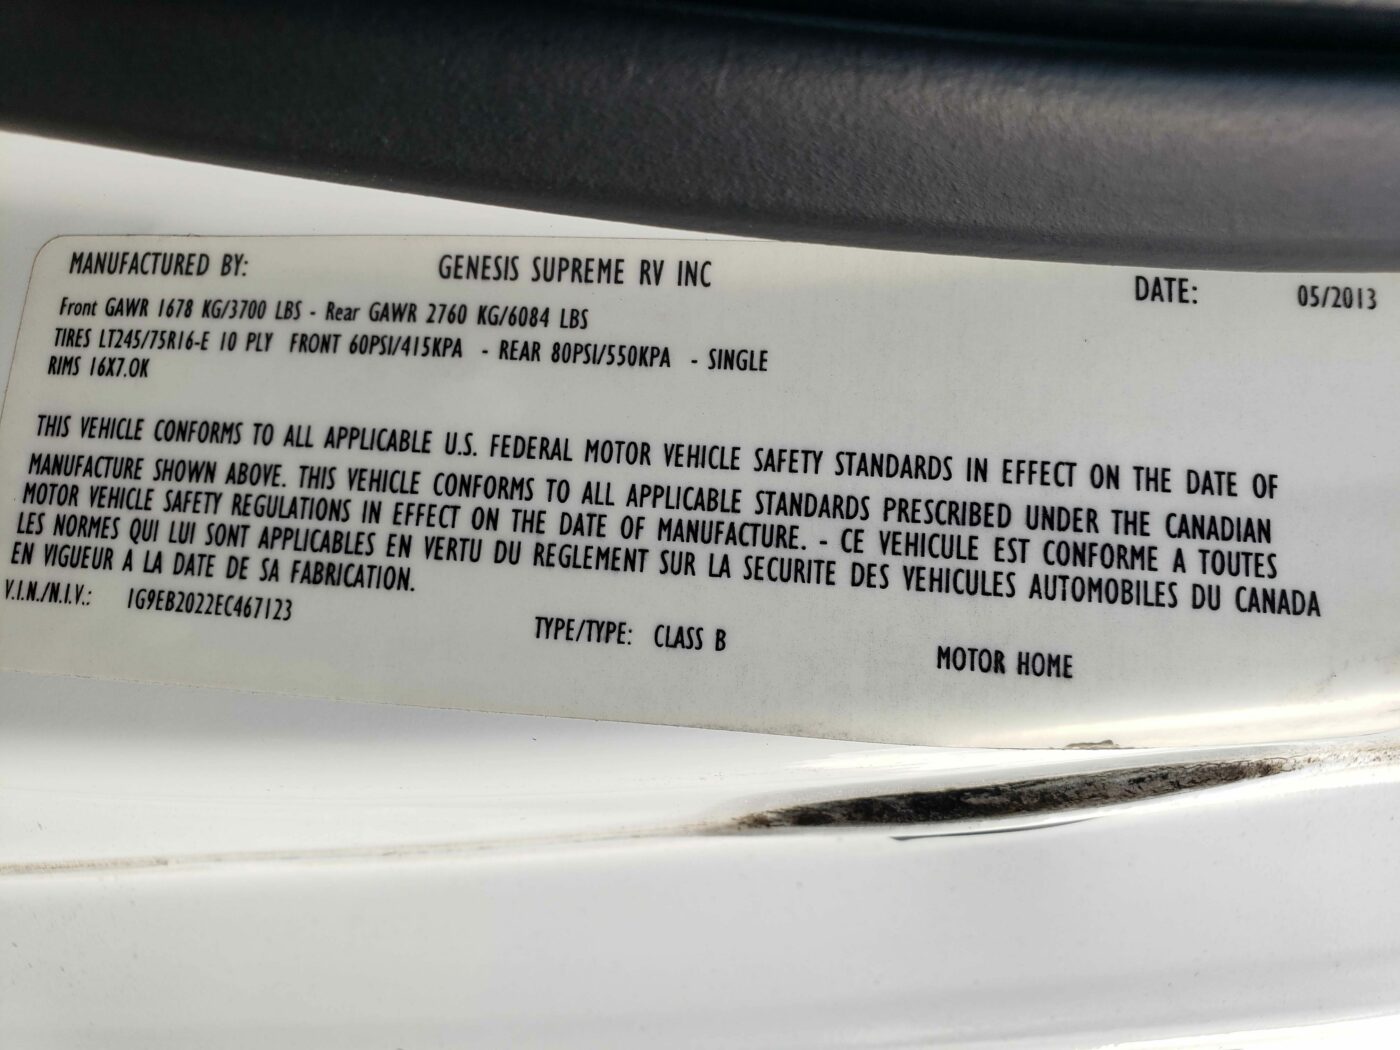 MANUFACTURED BY: GENESIS SUPREME RV INC DATE: 05/2013
Front GAWR 1678 KG/3700 LBS - Rear GAWR 2760 KG/6084 LBS
TIRES LT245/75R16-E 10 PLY FRONT 60PSI/415KPA - REAR 80PSI/550KPA - SINGLE
RIMS 16X7.0K
THIS VEHICLE CONFORMS TO ALL APPLICABLE U.S. FEDERAL MOTOR VEHICLE SAFETY STANDARDS IN EFFECT ON THE DATE OF
MANUFACTURE SHOWN ABOVE. THIS VEHICLE CONFORMS TO ALL APPLICABLE STANDARDS PRESCRIBED UNDER THE CANADIAN
MOTOR VEHICLE SAFETY REGULATIONS IN EFFECT ON THE DATE OF MANUFACTURE. - CE VEHICULE EST CONFORME A TOUTES
LES NORMES QUI LUI SONT APPLICABLES EN VERTU DU REGLEMENT SUR LA SECURITE DES VEHICULES AUTOMOBILES DU CANADA
EN VIGUEUR A LA DATE DE SA FABRICATION.
V.I.N./N.I.V.: 1G9EB2022EC467123 TYPE/TYPE: CLASS B MOTOR HOME